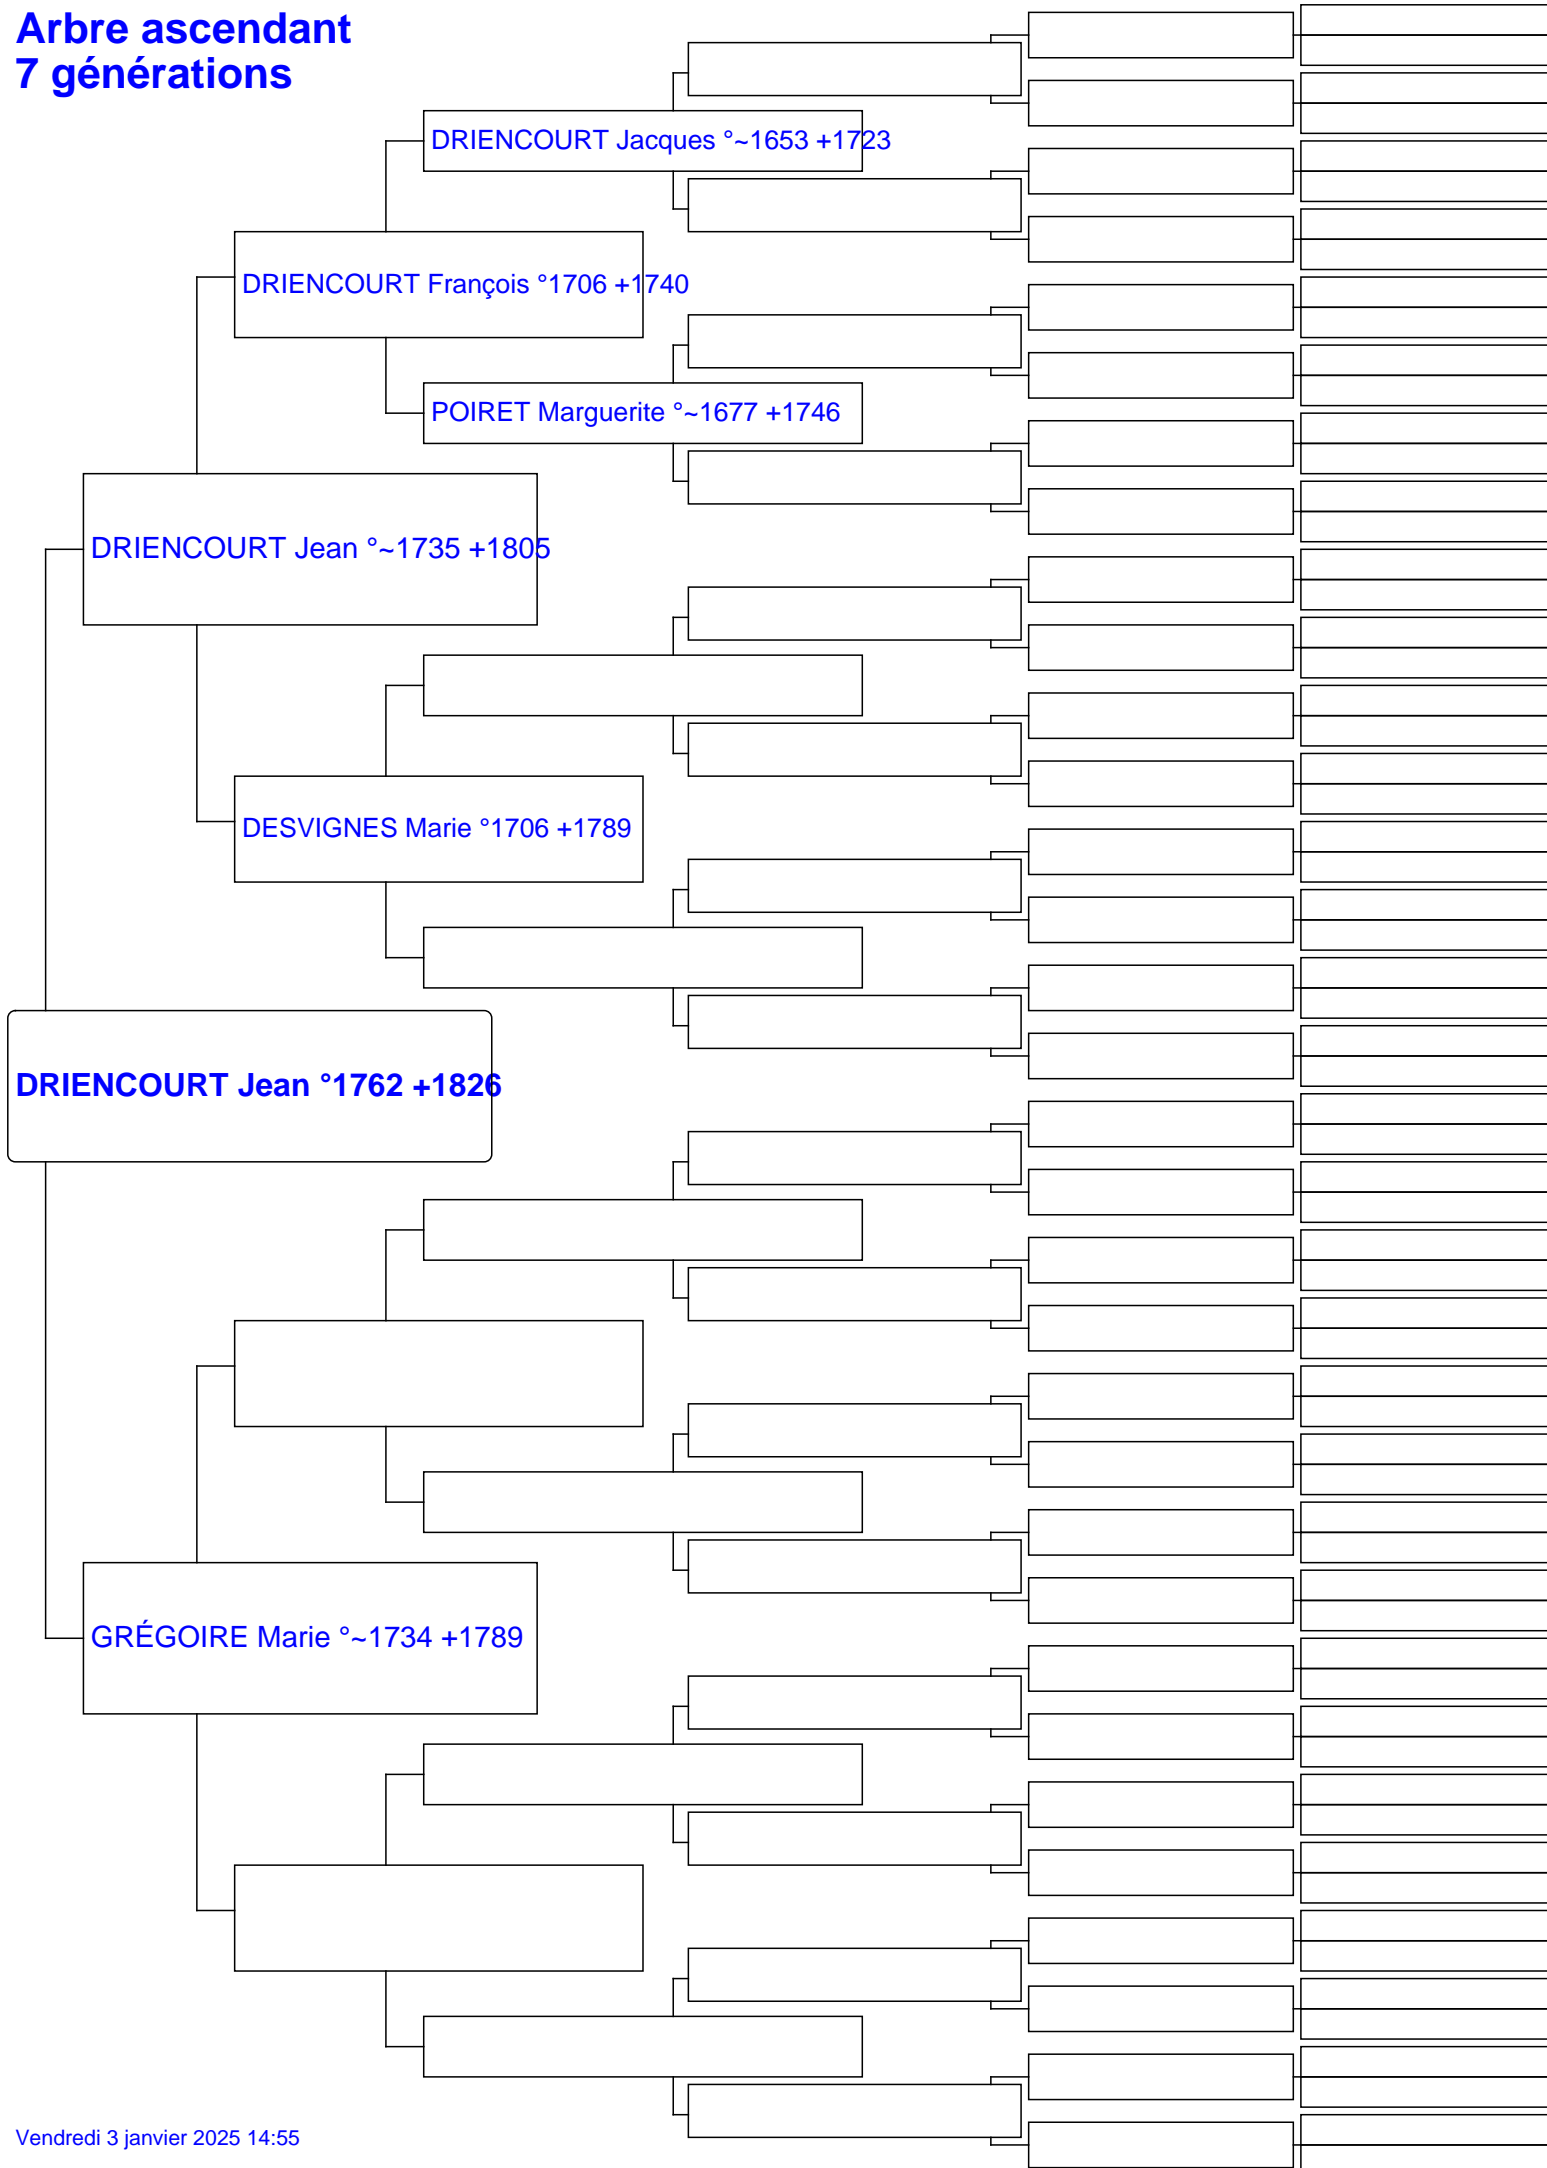 Arbre ascendant
7 générations
DRIENCOURT Jacques °~1653 +1723
DRIENCOURT François °1706 +1740
POIRET Marguerite °~1677 +1746
DRIENCOURT Jean °~1735 +1805
DESVIGNES Marie °1706 +1789
DRIENCOURT Jean °1762 +1826
GRÉGOIRE Marie °~1734 +1789
Vendredi 3 janvier 2025 14:55